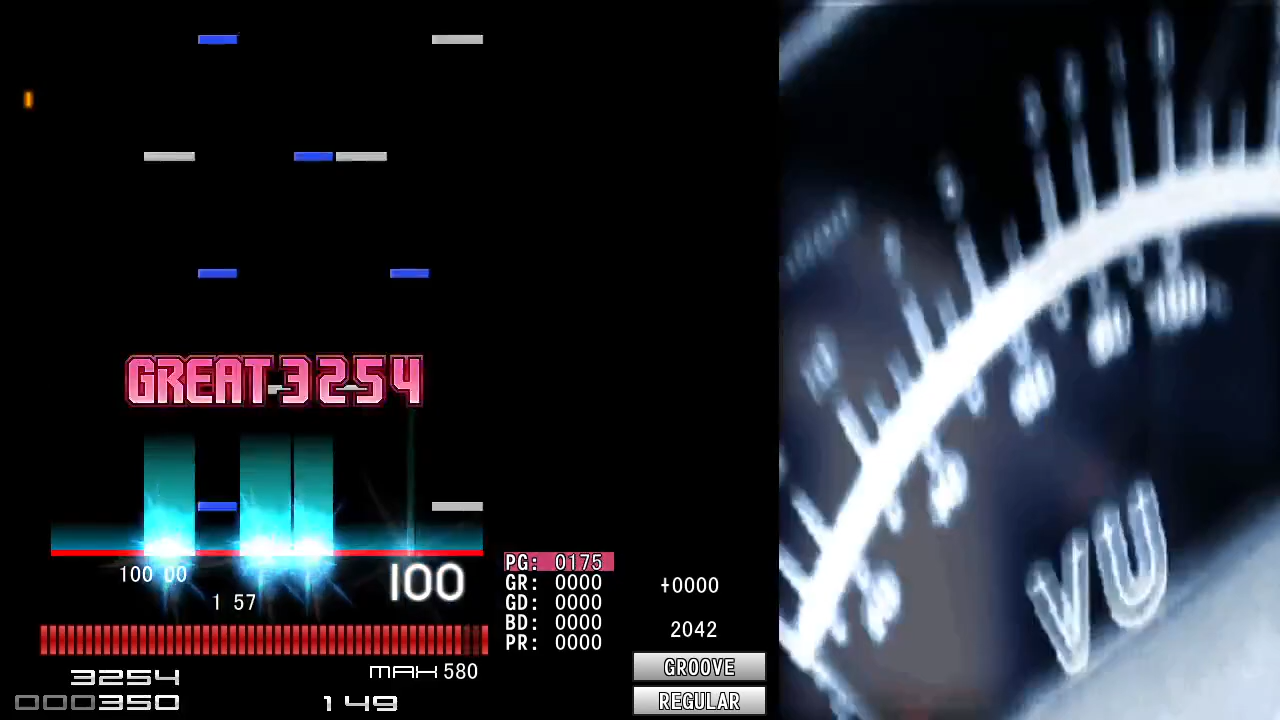 GREAT 3254
100 00
100
1 57
PG: 0175
GR: 0000
GD: 0000
BD: 0000
PR: 0000
+0000
2042
GROOVE
REGULAR
3254
MAX 580
000350
149
VU